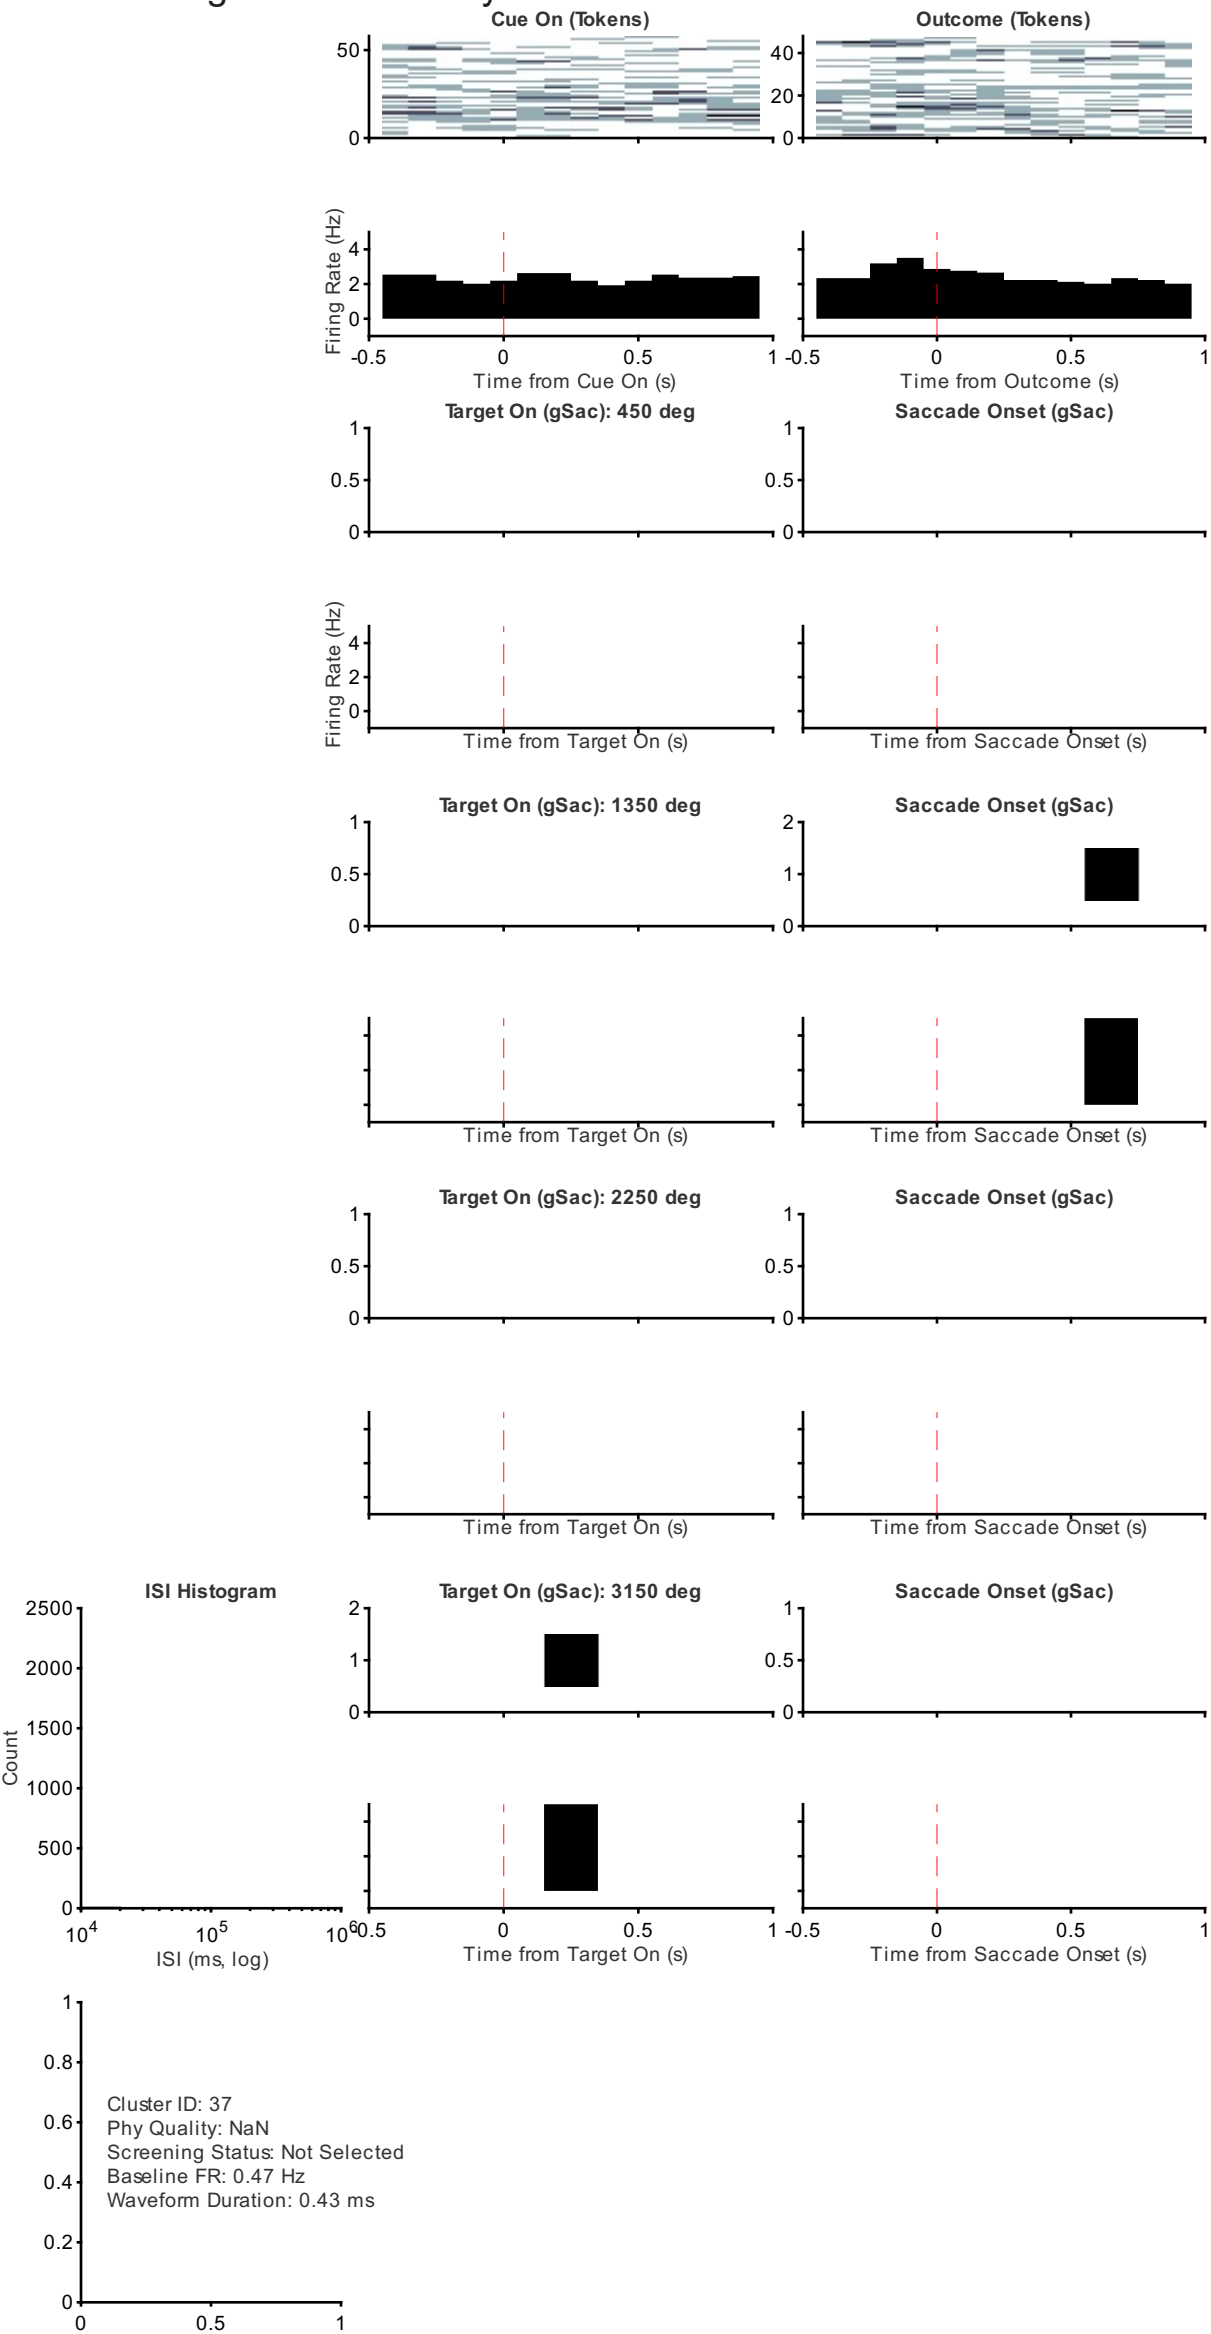 Cue On (Tokens)
Outcome (Tokens)
50
0
40
20
0
Firing Rate (Hz)
4
2
0
-0.5 0 0.5 1
-0.5 0 0.5 1
Time from Cue On (s)
Time from Outcome (s)
Target On (gSac): 450 deg
Saccade Onset (gSac)
1
0.5
0
1
0.5
0
Firing Rate (Hz)
4
2
0
Time from Target On (s)
Time from Saccade Onset (s)
Target On (gSac): 1350 deg
Saccade Onset (gSac)
1
0.5
0
2
1
0
Time from Target On (s)
Time from Saccade Onset (s)
Target On (gSac): 2250 deg
Saccade Onset (gSac)
1
0.5
0
1
0.5
0
Time from Target On (s)
Time from Saccade Onset (s)
ISI Histogram
Target On (gSac): 3150 deg
Saccade Onset (gSac)
2500
2000
1500
1000
500
0
Count
10^4 10^5 10^6
ISI (ms, log)
2
1
0
1
0.5
0
-0.5 0 0.5 1
-0.5 0 0.5 1
Time from Target On (s)
Time from Saccade Onset (s)
1
0.8
0.6
0.4
0.2
0
Cluster ID: 37
Phy Quality: NaN
Screening Status: Not Selected
Baseline FR: 0.47 Hz
Waveform Duration: 0.43 ms
0 0.5 1